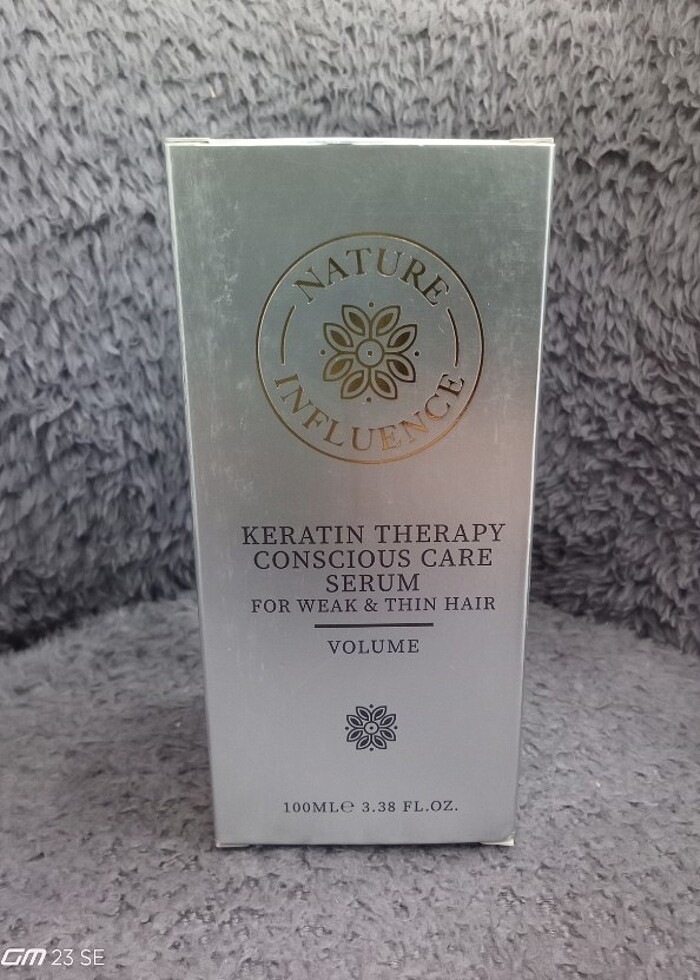 NATURE
INFLUENCE
KERATIN THERAPY
CONSCIOUS CARE
SERUM
FOR WEAK & THIN HAIR
VOLUME
100ML℮ 3.38 FL.OZ.
GM 23 SE